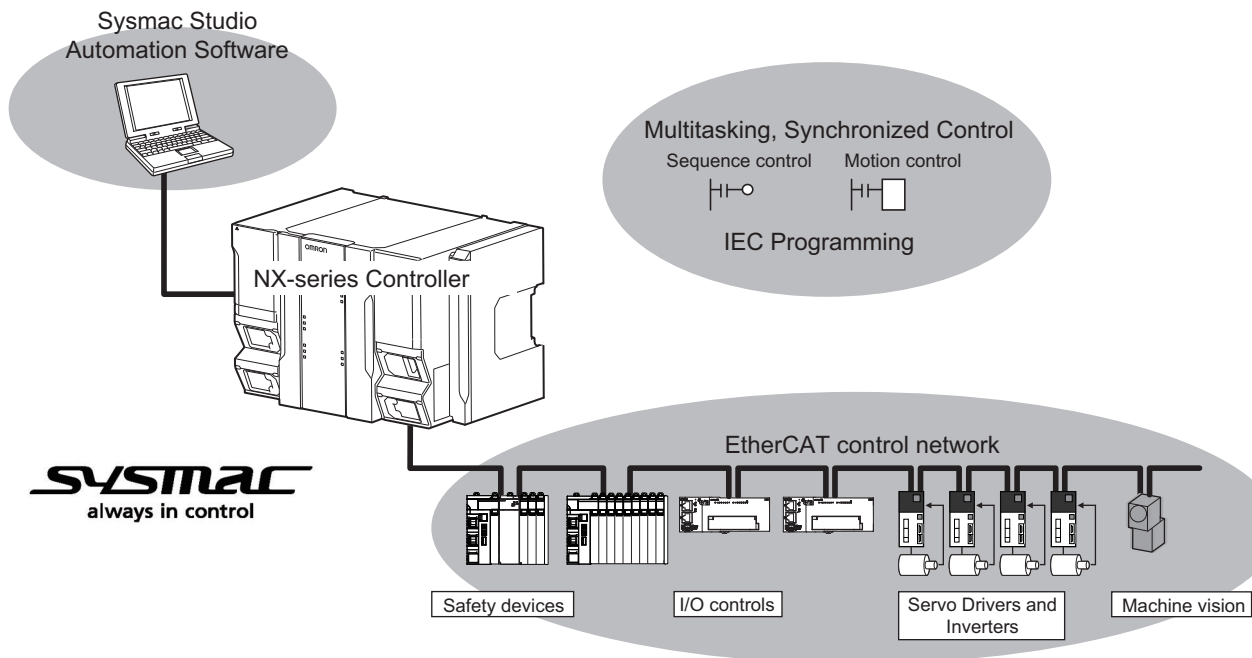 Sysmac Studio
Automation Software
Multitasking, Synchronized Control
Sequence control
Motion control
IEC Programming
OMRON
NX-series Controller
EtherCAT control network
sysmac
always in control
Safety devices
I/O controls
Servo Drivers and
Inverters
Machine vision